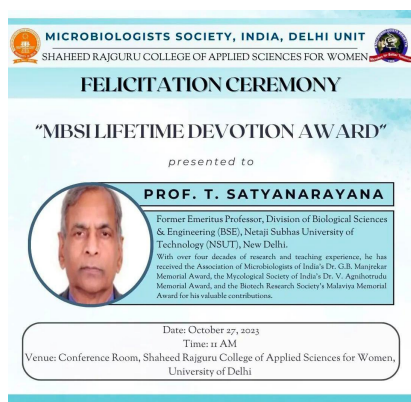 MICROBIOLOGISTS SOCIETY, INDIA, DELHI UNIT
SHAHEED RAJGURU COLLEGE OF APPLIED SCIENCES FOR WOMEN
FELICITATION CEREMONY
“MBSI LIFETIME DEVOTION AWARD”
presented to
PROF. T. SATYANARAYANA
Former Emeritus Professor, Division of Biological Sciences
& Engineering (BSE), Netaji Subhas University of
Technology (NSUT), New Delhi.
With over four decades of research and teaching experience, he has
received the Association of Microbiologists of India's Dr. G.B. Manjrekar
Memorial Award, the Mycological Society of India's Dr. V. Agnihotrudu
Memorial Award, and the Biotech Research Society's Malaviya Memorial
Award for his valuable contributions.
Date: October 27, 2023
Time: 11 AM
Venue: Conference Room, Shaheed Rajguru College of Applied Sciences for Women,
University of Delhi